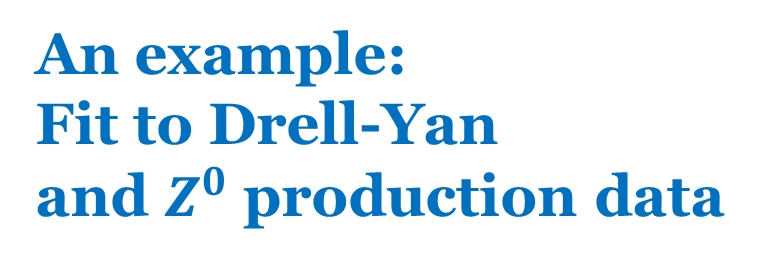 An example:
Fit to Drell-Yan
and Z⁰ production data